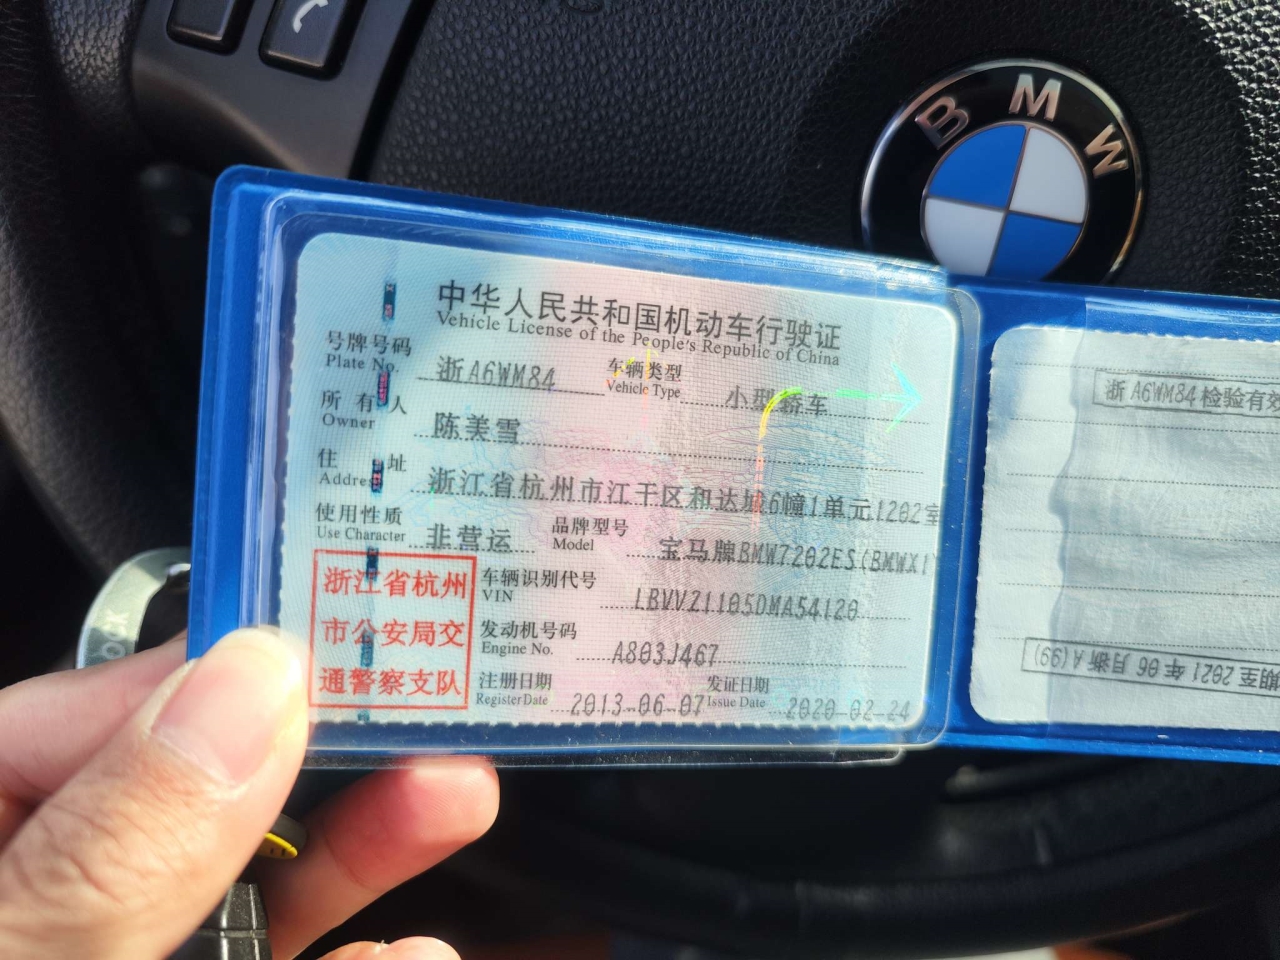 BMW
中华人民共和国机动车行驶证
Vehicle License of the People's Republic of China
号牌号码 浙A6WM84 车辆类型 小型轿车
Plate No. Vehicle Type
所有人 陈美雪
Owner
住址 浙江省杭州市江干区和达城6幢1单元1202室
Address
使用性质 非营运 品牌型号 宝马牌BMW7202ES(BMWX1
Use Character Model
浙江省杭州
市公安局交
通警察支队
车辆识别代号 LBVVZ1105DMA54120
VIN
发动机号码 A803J467
Engine No.
注册日期 2013-06-07 发证日期 2020-02-24
Register Date Issue Date
浙A6WM84检验有效
期至2021年06月浙A(99)